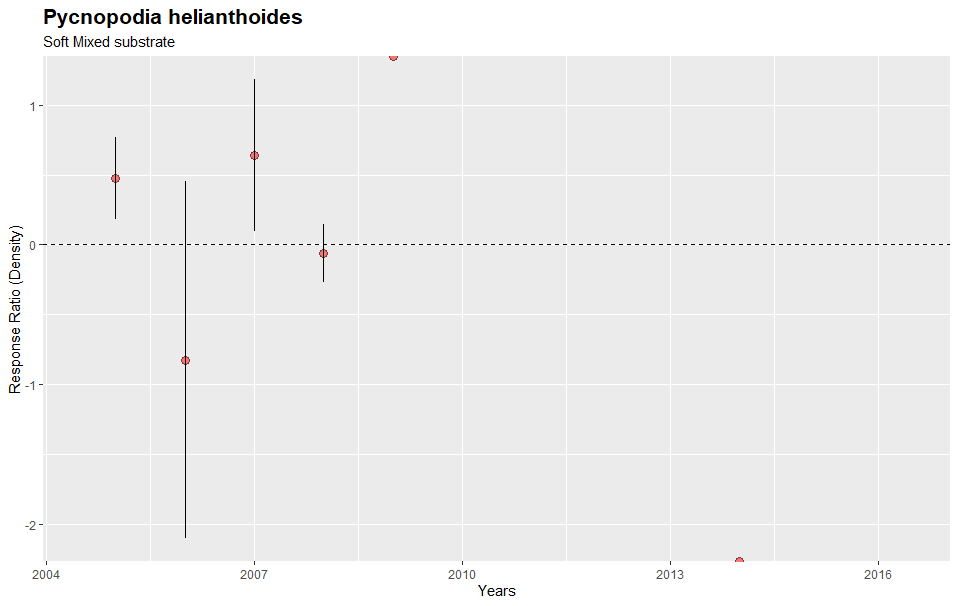 Pycnopodia helianthoides
Soft Mixed substrate
Response Ratio (Density)
1
0
-1
-2
2004 2007 2010 2013 2016
Years